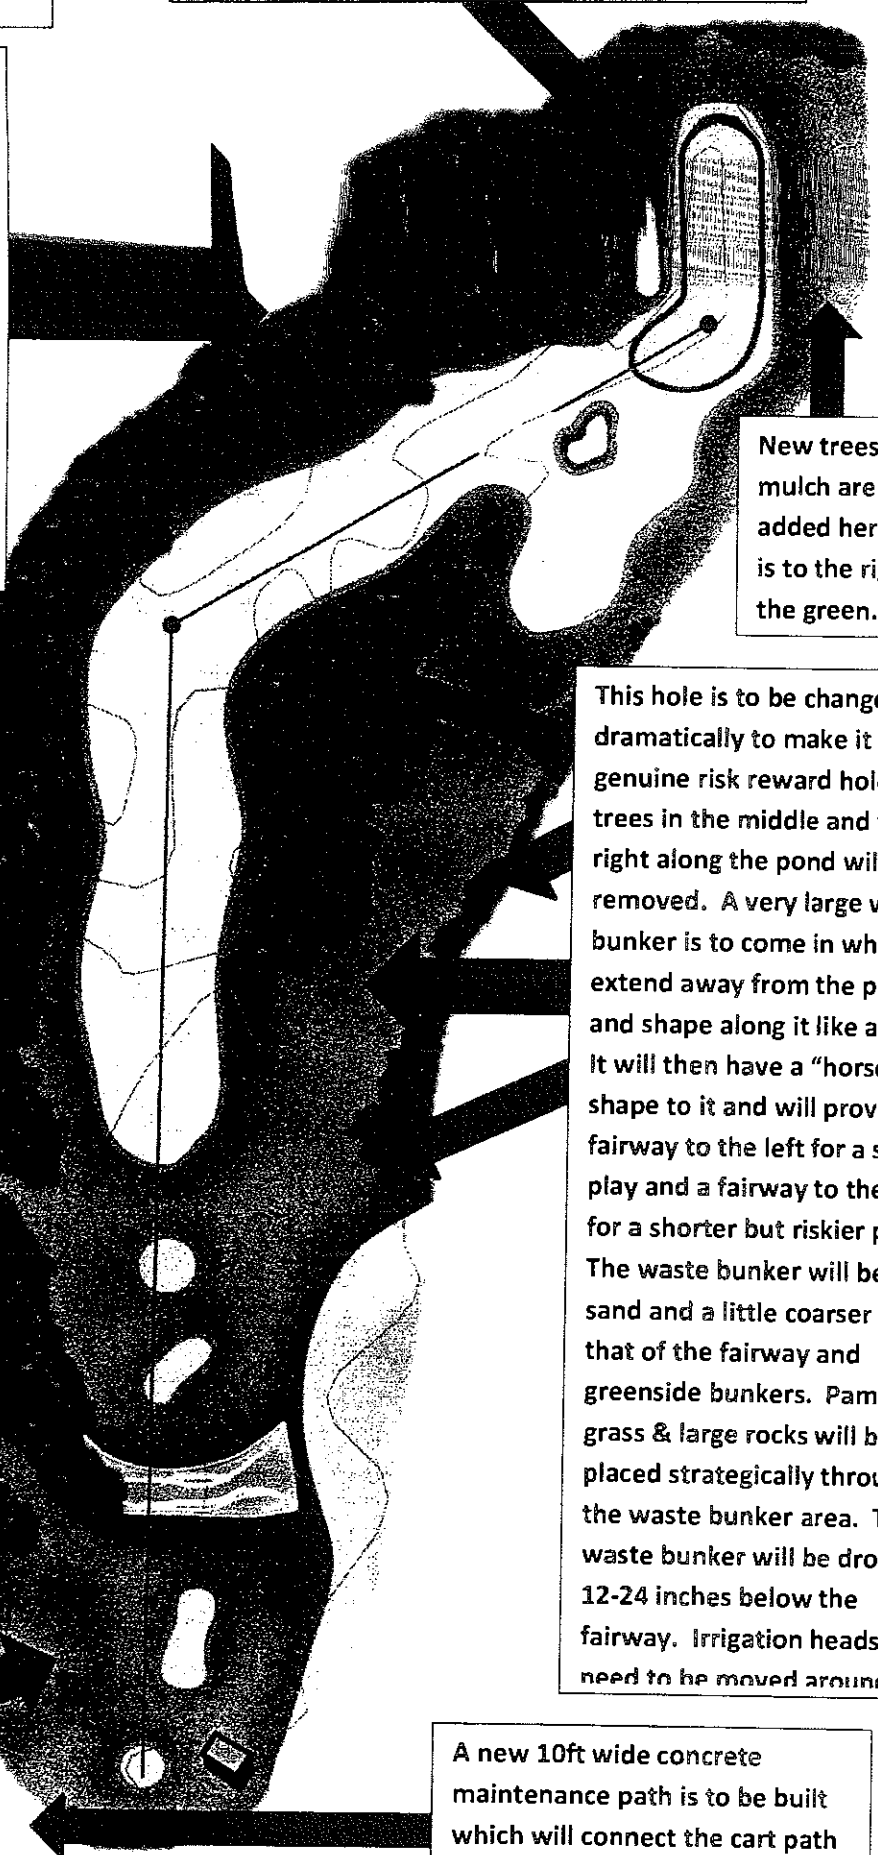 New trees
mulch are
added her
is to the ri
the green.
This hole is to be change
dramatically to make it
genuine risk reward hol
trees in the middle and
right along the pond wil
removed. A very large w
bunker is to come in wh
extend away from the p
and shape along it like a
It will then have a “horse
shape to it and will prov
fairway to the left for a s
play and a fairway to the
for a shorter but riskier p
The waste bunker will be
sand and a little coarser
that of the fairway and
greenside bunkers. Pam
grass & large rocks will b
placed strategically throu
the waste bunker area. T
waste bunker will be dro
12-24 inches below the
fairway. Irrigation heads
need to be moved aroun
A new 10ft wide concrete
maintenance path is to be built
which will connect the cart path